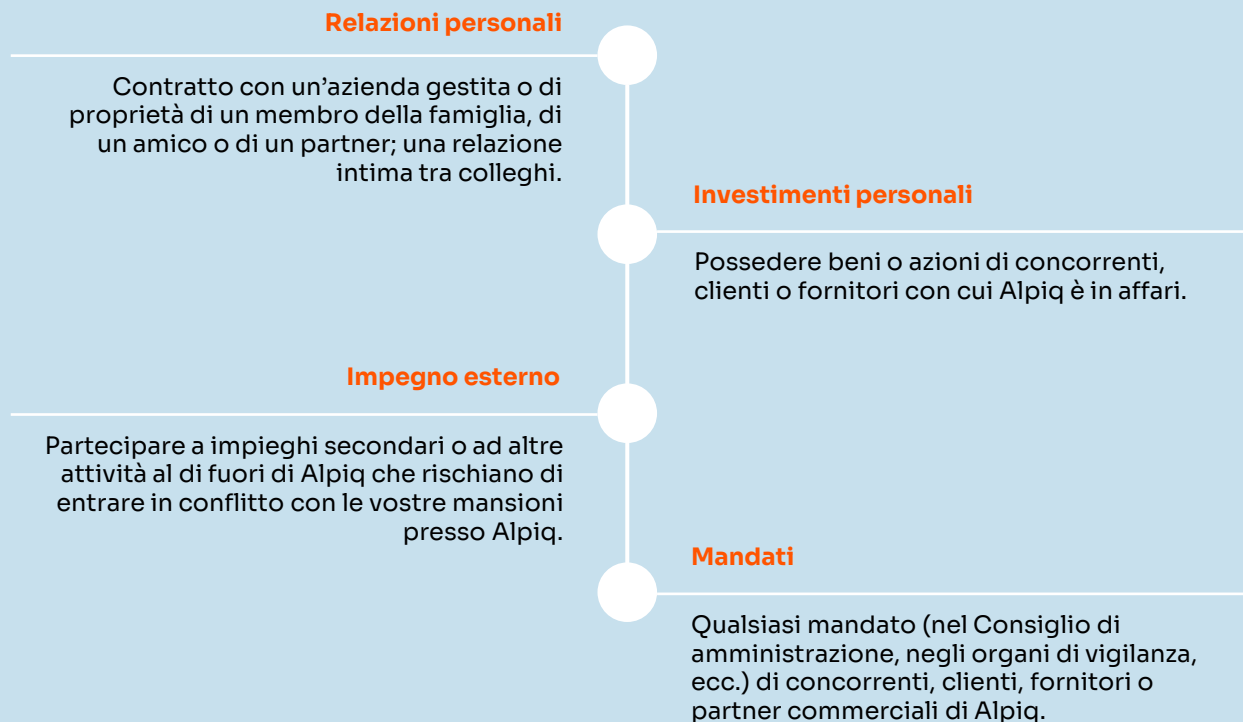 Relazioni personali
Contratto con un’azienda gestita o di
proprietà di un membro della famiglia, di
un amico o di un partner; una relazione
intima tra colleghi.
Investimenti personali
Possedere beni o azioni di concorrenti,
clienti o fornitori con cui Alpiq è in affari.
Impegno esterno
Partecipare a impieghi secondari o ad altre
attività al di fuori di Alpiq che rischiano di
entrare in conflitto con le vostre mansioni
presso Alpiq.
Mandati
Qualsiasi mandato (nel Consiglio di
amministrazione, negli organi di vigilanza,
ecc.) di concorrenti, clienti, fornitori o
partner commerciali di Alpiq.